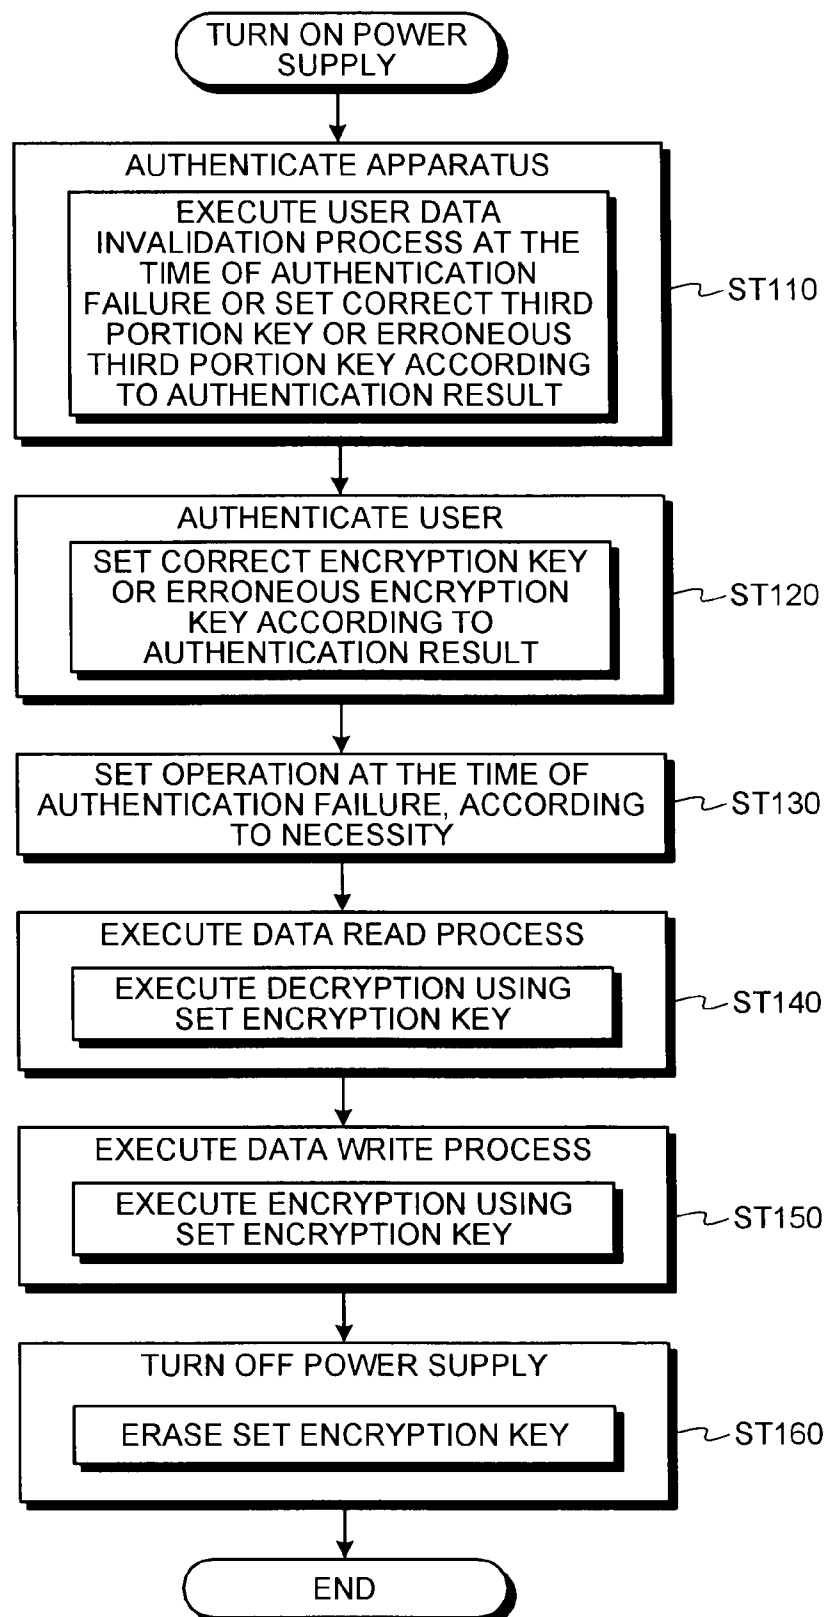 TURN ON POWER
SUPPLY
AUTHENTICATE APPARATUS
EXECUTE USER DATA
INVALIDATION PROCESS AT THE
TIME OF AUTHENTICATION
FAILURE OR SET CORRECT THIRD
PORTION KEY OR ERRONEOUS
THIRD PORTION KEY ACCORDING
TO AUTHENTICATION RESULT
ST110
AUTHENTICATE USER
SET CORRECT ENCRYPTION KEY
OR ERRONEOUS ENCRYPTION
KEY ACCORDING TO
AUTHENTICATION RESULT
ST120
SET OPERATION AT THE TIME OF
AUTHENTICATION FAILURE, ACCORDING
TO NECESSITY
ST130
EXECUTE DATA READ PROCESS
EXECUTE DECRYPTION USING
SET ENCRYPTION KEY
ST140
EXECUTE DATA WRITE PROCESS
EXECUTE ENCRYPTION USING
SET ENCRYPTION KEY
ST150
TURN OFF POWER SUPPLY
ERASE SET ENCRYPTION KEY
ST160
END